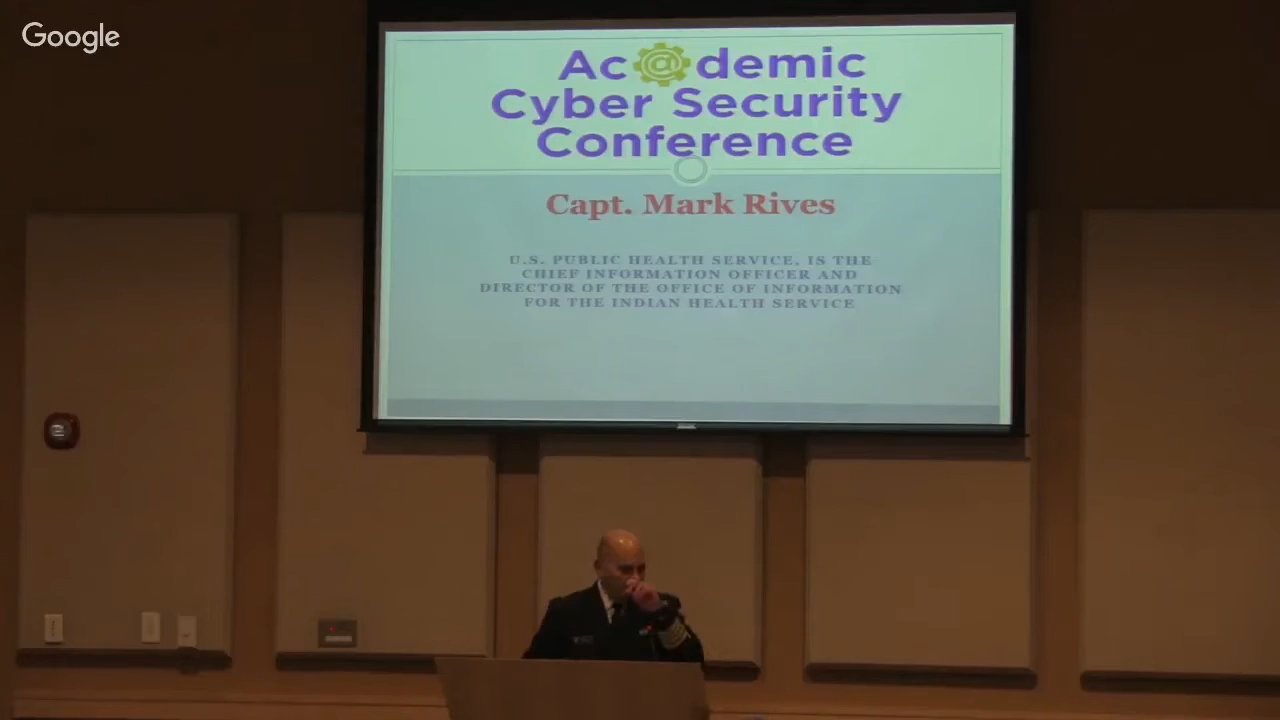 Google
Ac@demic
Cyber Security
Conference
Capt. Mark Rives
U.S. PUBLIC HEALTH SERVICE, IS THE
CHIEF INFORMATION OFFICER AND
DIRECTOR OF THE OFFICE OF INFORMATION
FOR THE INDIAN HEALTH SERVICE